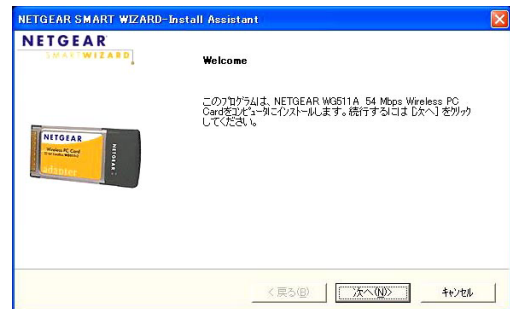 NETGEAR SMART WIZARD-Install Assistant
NETGEAR
SMARTWIZARD
Welcome
このプログラムは、NETGEAR WG511A 54 Mbps Wireless PC
Cardをコンピュータにインストールします。続行するには [次へ] をクリック
してください。
NETGEAR
Wireless PC Card
NETGEAR
adapter
< 戻る(B)
次へ(N)>
キャンセル